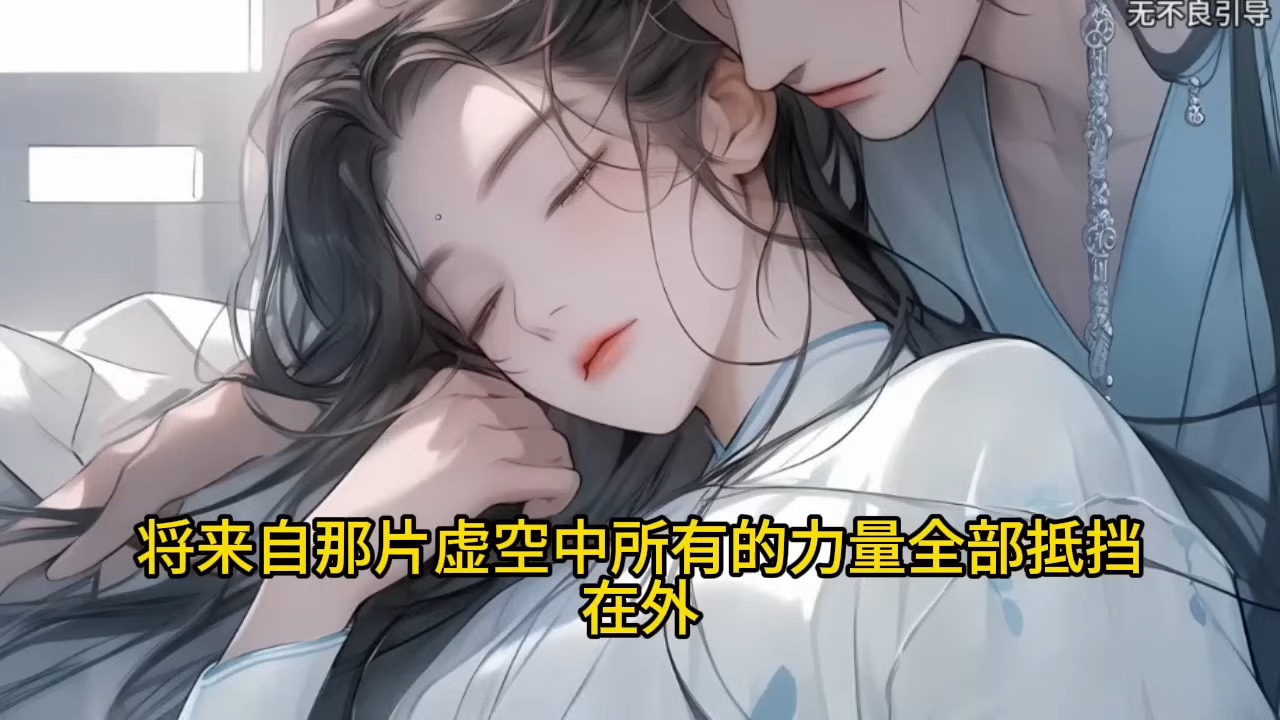 无不良引导
将来自那片虚空中所有的力量全部抵挡
在外